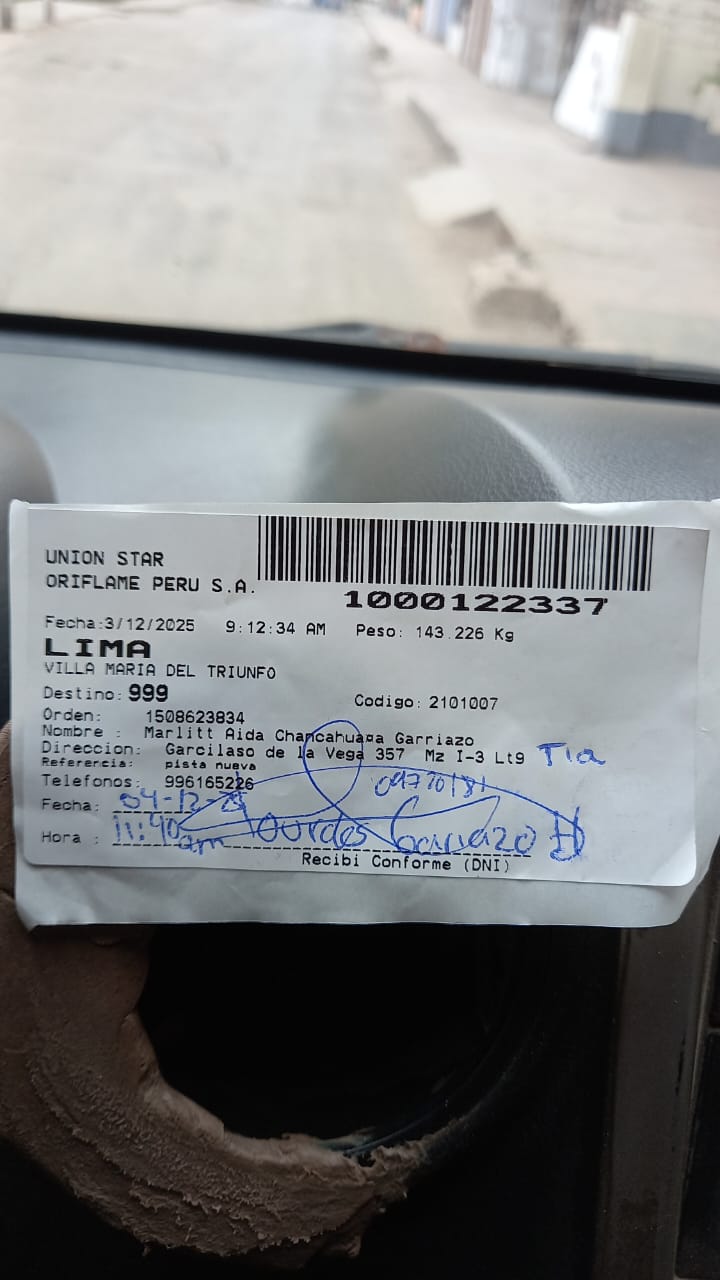 UNION STAR
ORIFLAME PERU S.A.
1000122337
Fecha:3/12/2025 9:12:34 AM Peso: 143.226 Kg
LIMA
VILLA MARIA DEL TRIUNFO
Destino: 999 Codigo: 2101007
Orden: 1508623834
Nombre : Marlitt Aida Chancahuaña Garriazo
Direccion: Garcilaso de la Vega 357 Mz I-3 Lt9 Tia
Referencia: pista nueva
Telefonos: 996165226
Fecha: 04-12-25
Hora : 11:40am Lourdes Garriazo H
Recibi Conforme (DNI)